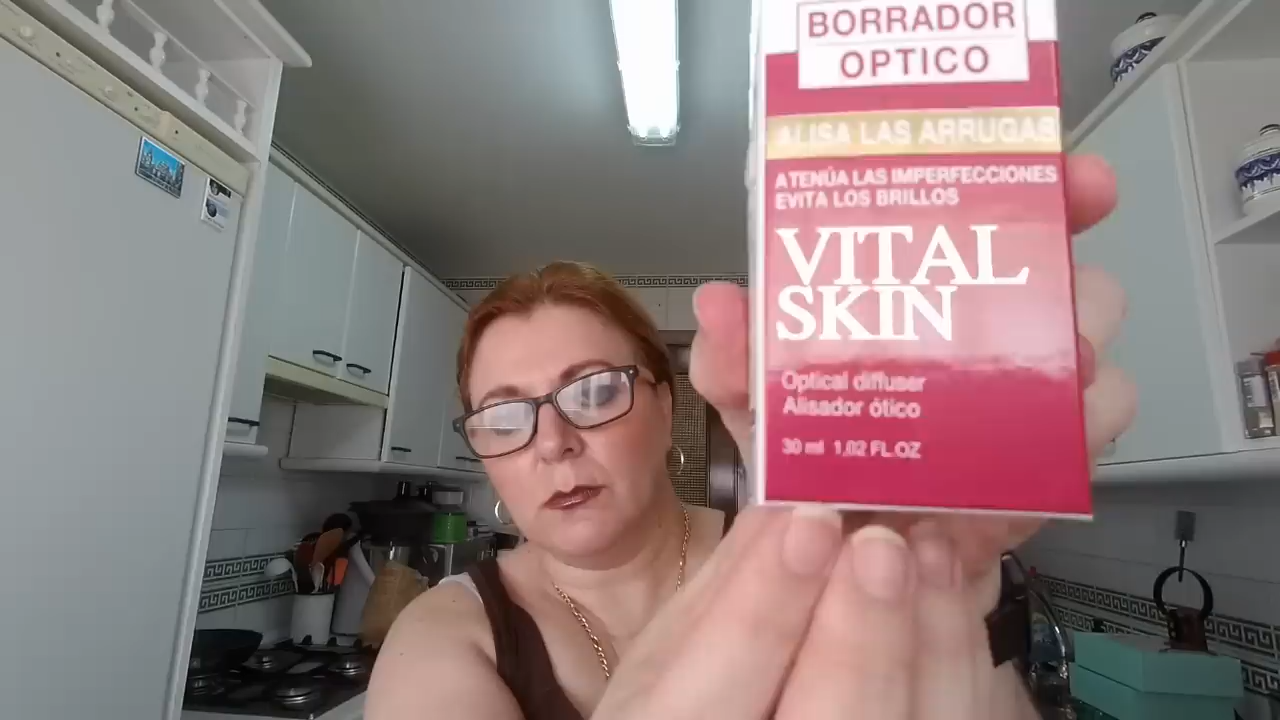 BORRADOR
OPTICO
ALISA LAS ARRUGAS
ATENÚA LAS IMPERFECCIONES
EVITA LOS BRILLOS
VITAL
SKIN
Optical diffuser
Alisador ótico
30 ml 1,02 FL.OZ